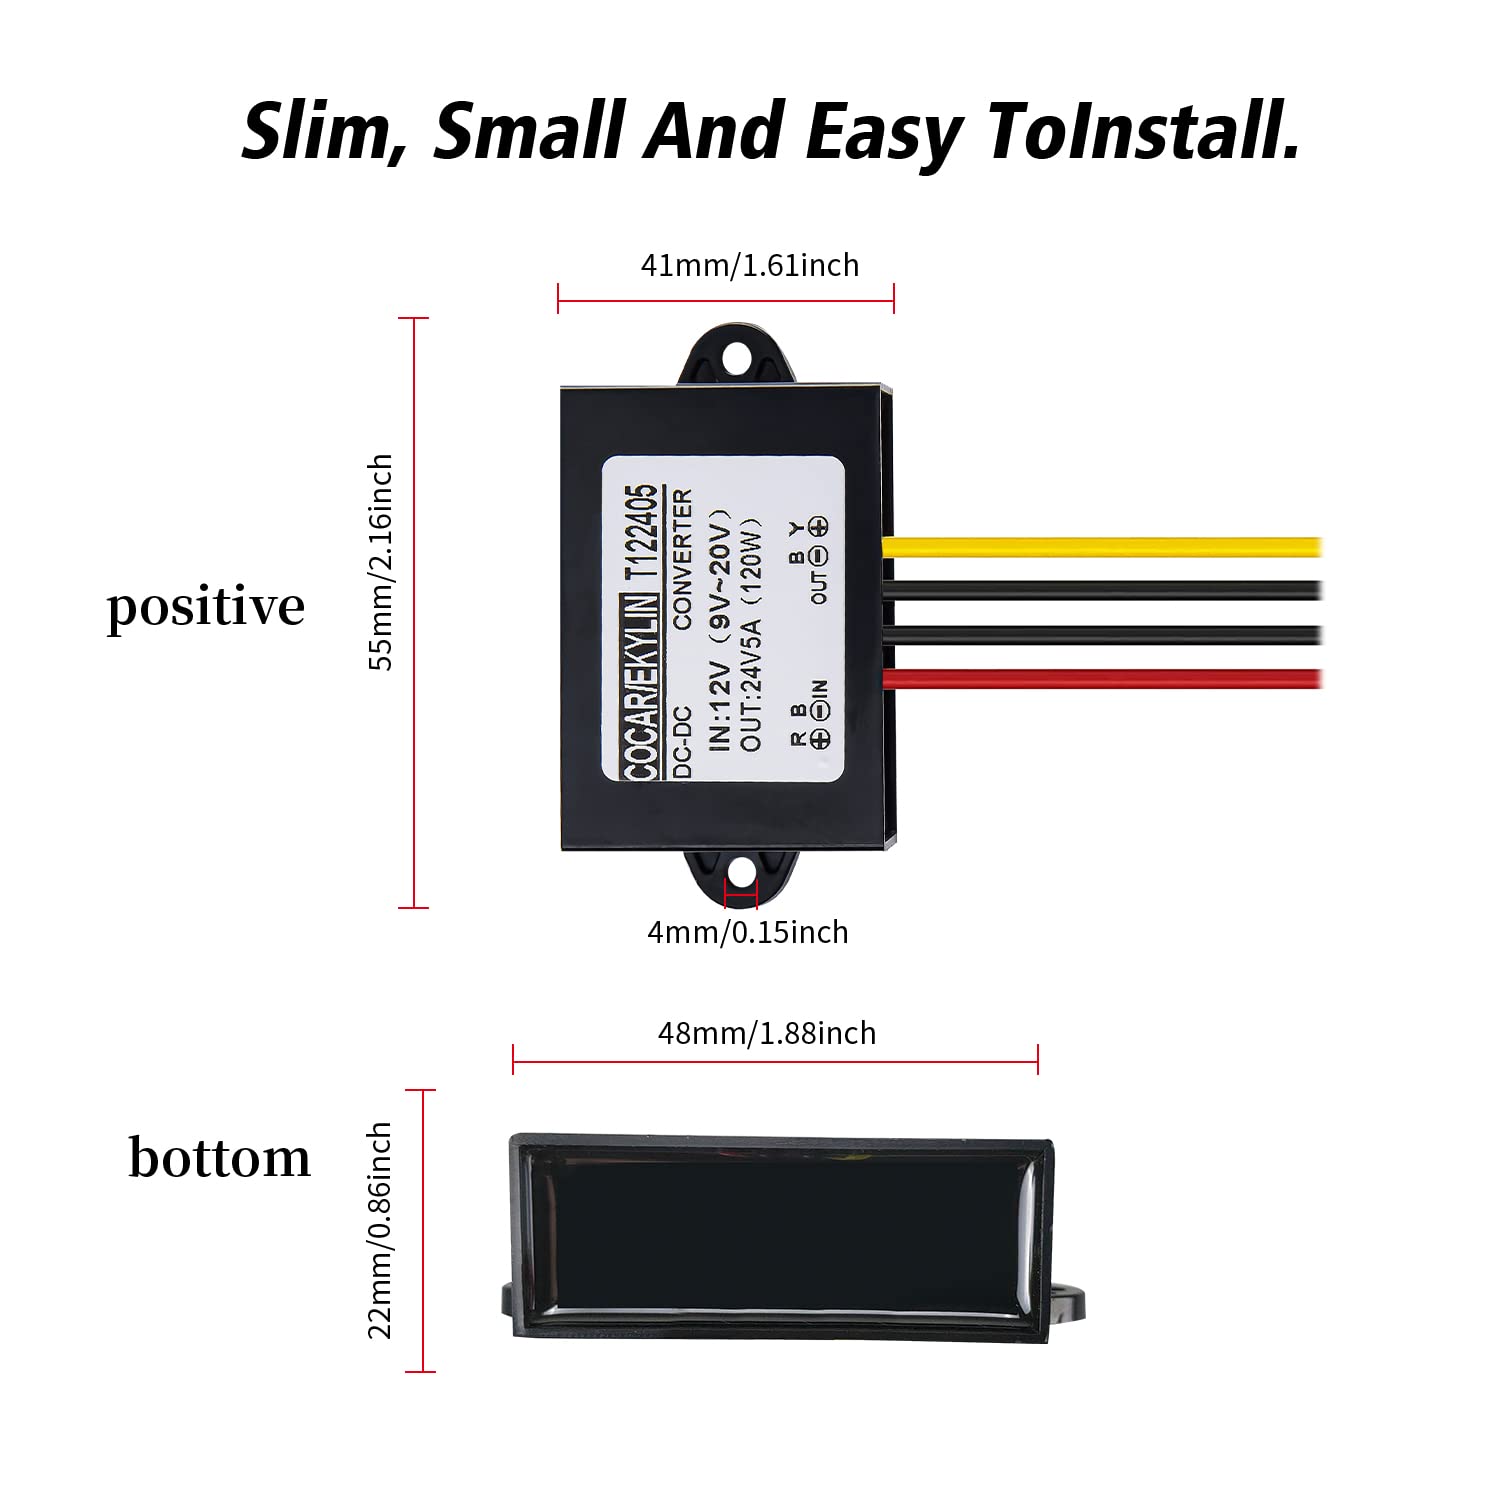 Slim, Small And Easy ToInstall.
41mm/1.61inch
55mm/2.16inch
positive
COCAR/EKYLIN T122405
DC-DC CONVERTER
IN:12V (9V~20V)
OUT:24V5A (120W)
R B B Y
⊕⊖IN OUT⊖⊕
4mm/0.15inch
48mm/1.88inch
bottom
22mm/0.86inch